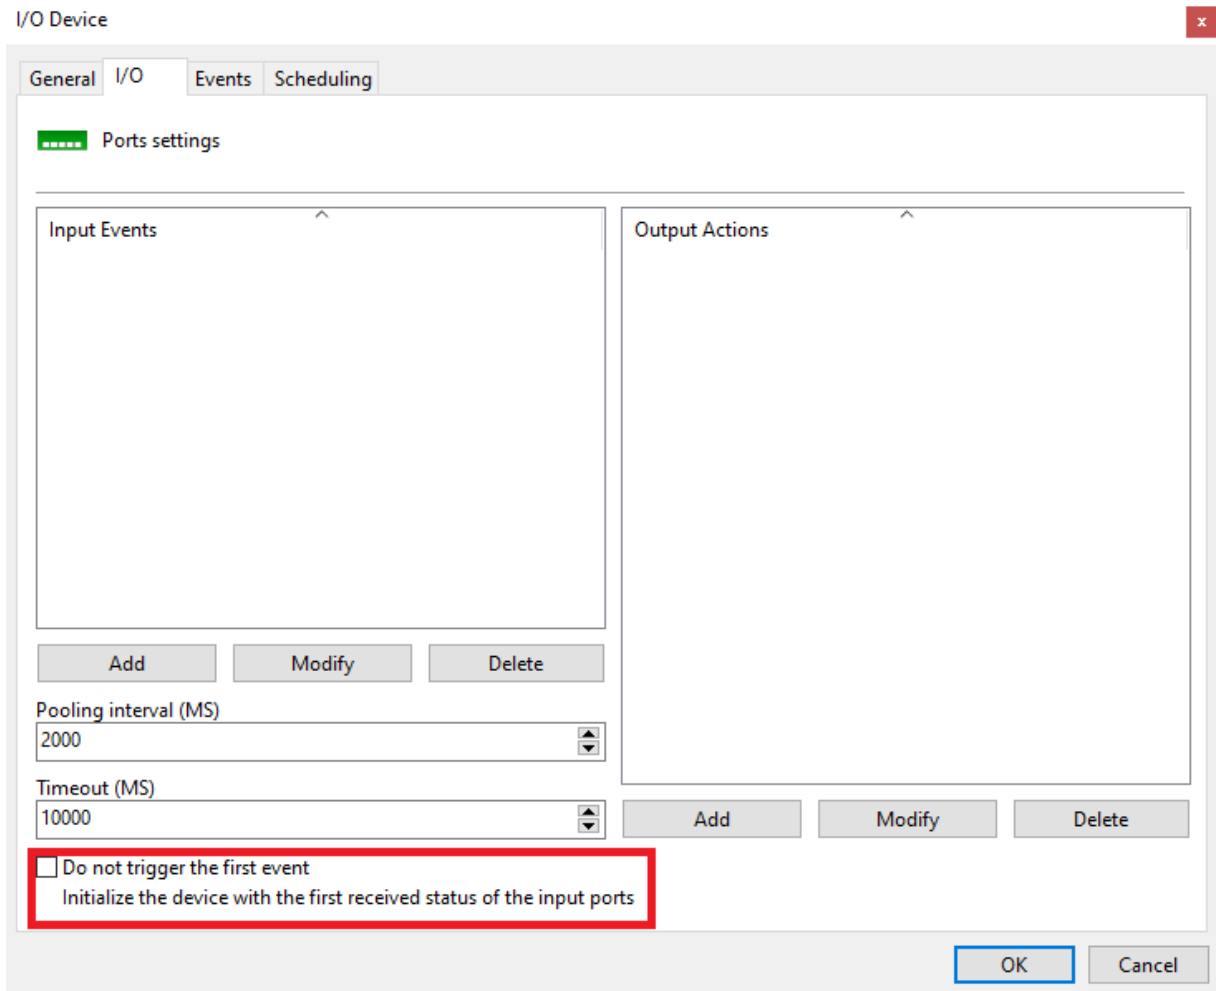 I/O Device
x
General I/O Events Scheduling
Ports settings
Input Events
Output Actions
Add Modify Delete
Pooling interval (MS)
2000
Timeout (MS)
10000
Add Modify Delete
Do not trigger the first event
Initialize the device with the first received status of the input ports
OK Cancel